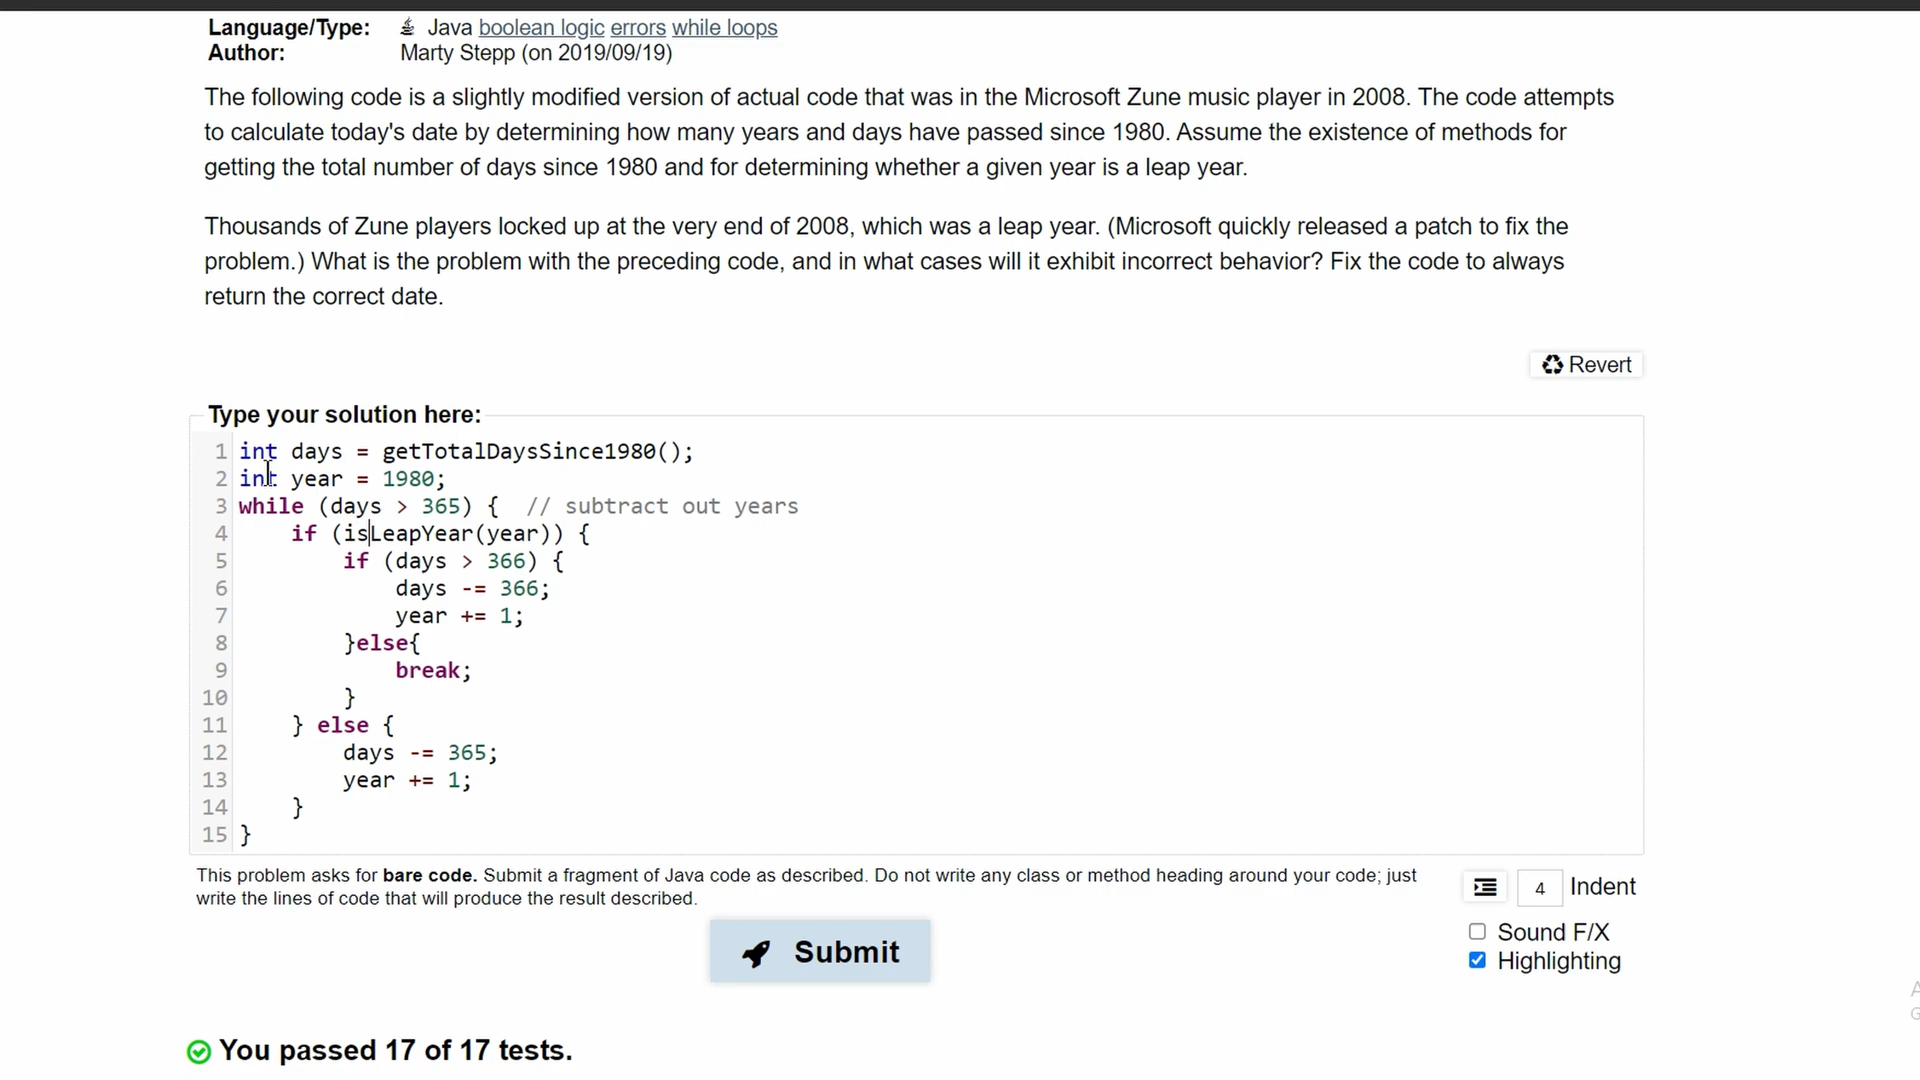 Language/Type: Java boolean logic errors while loops
Author: Marty Stepp (on 2019/09/19)
The following code is a slightly modified version of actual code that was in the Microsoft Zune music player in 2008. The code attempts
to calculate today's date by determining how many years and days have passed since 1980. Assume the existence of methods for
getting the total number of days since 1980 and for determining whether a given year is a leap year.
Thousands of Zune players locked up at the very end of 2008, which was a leap year. (Microsoft quickly released a patch to fix the
problem.) What is the problem with the preceding code, and in what cases will it exhibit incorrect behavior? Fix the code to always
return the correct date.
Revert
Type your solution here:
1 int days = getTotalDaysSince1980();
2 int year = 1980;
3 while (days > 365) {  // subtract out years
4     if (isLeapYear(year)) {
5         if (days > 366) {
6             days -= 366;
7             year += 1;
8         }else{
9             break;
10         }
11     } else {
12         days -= 365;
13         year += 1;
14     }
15 }
This problem asks for bare code. Submit a fragment of Java code as described. Do not write any class or method heading around your code; just
write the lines of code that will produce the result described.
4 Indent
Sound F/X
Highlighting
Submit
You passed 17 of 17 tests.